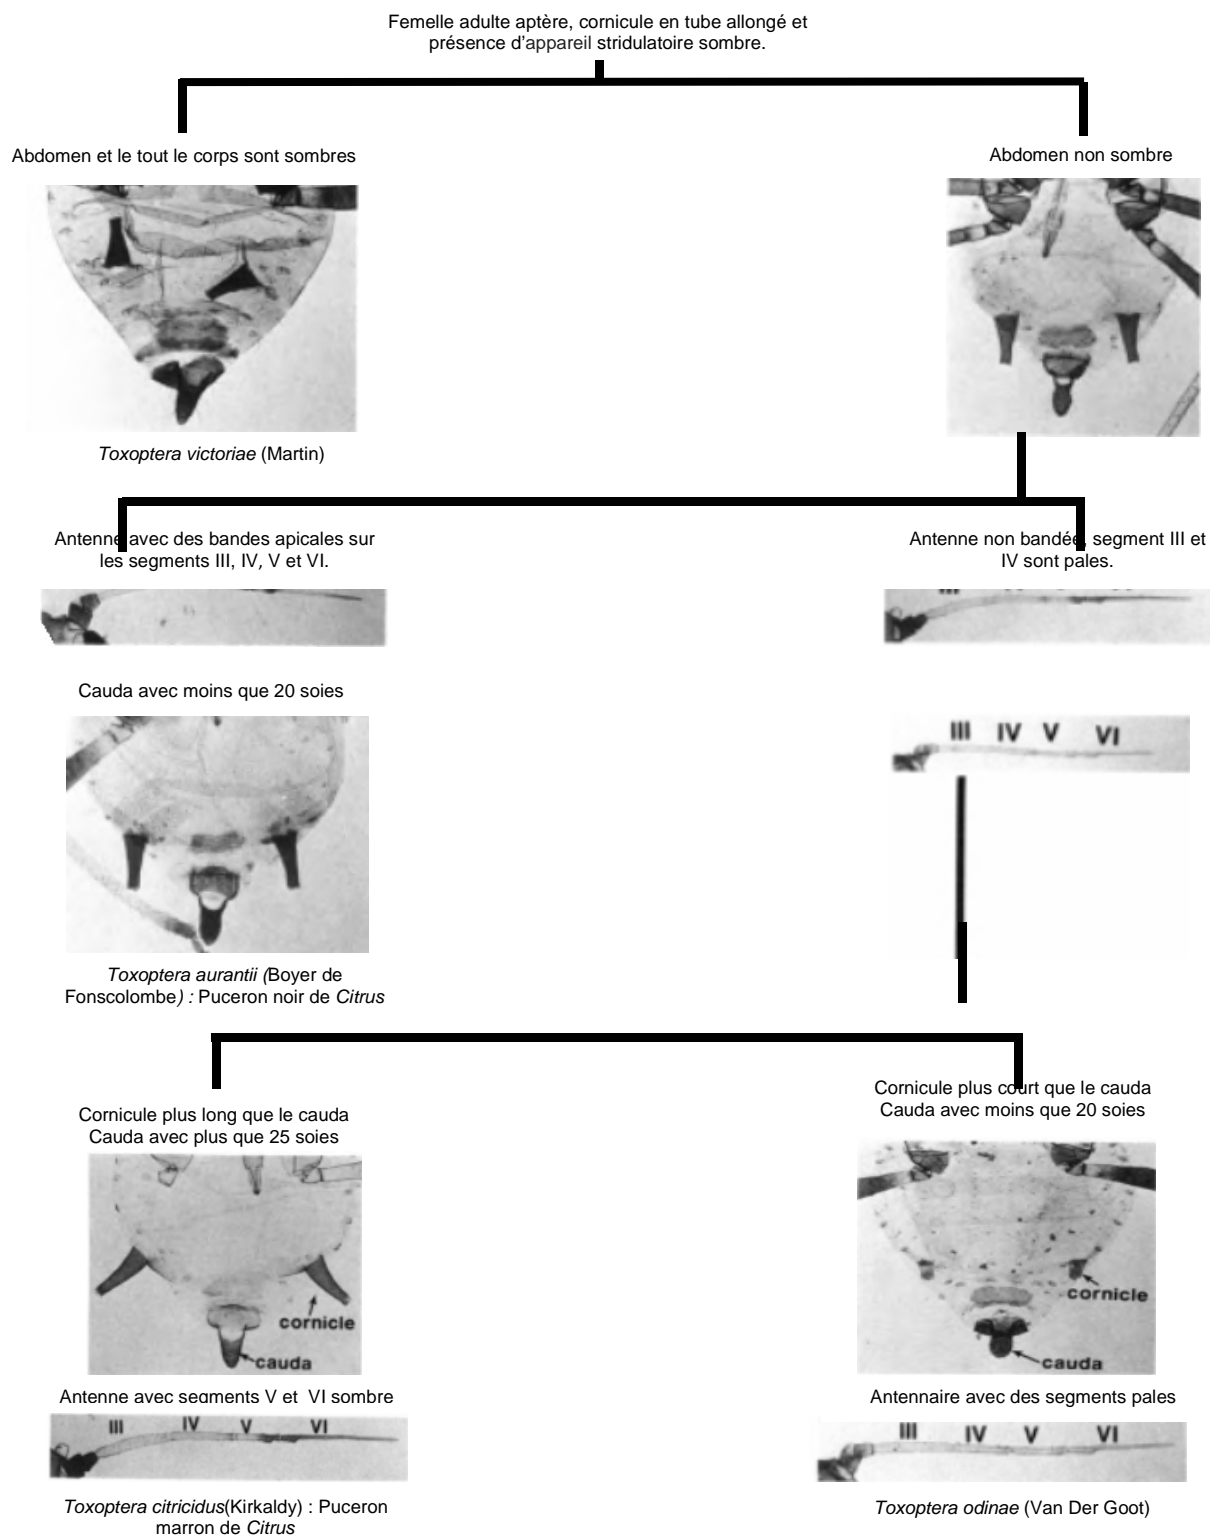 Femelle adulte aptère, cornicule en tube allongé et
présence d'appareil stridulatoire sombre.
Abdomen et le tout le corps sont sombres
Abdomen non sombre
Toxoptera victoriae (Martin)
Antenne avec des bandes apicales sur
les segments III, IV, V et VI.
Antenne non bandée, segment III et
IV sont pales.
Cauda avec moins que 20 soies
III IV V VI
Toxoptera aurantii (Boyer de
Fonscolombe) : Puceron noir de Citrus
Cornicule plus long que le cauda
Cauda avec plus que 25 soies
Cornicule plus court que le cauda
Cauda avec moins que 20 soies
cornicle
cauda
cornicle
cauda
Antenne avec segments V et VI sombre
Antennaire avec des segments pales
III IV V VI
III IV V VI
Toxoptera citricidus(Kirkaldy) : Puceron
marron de Citrus
Toxoptera odinae (Van Der Goot)